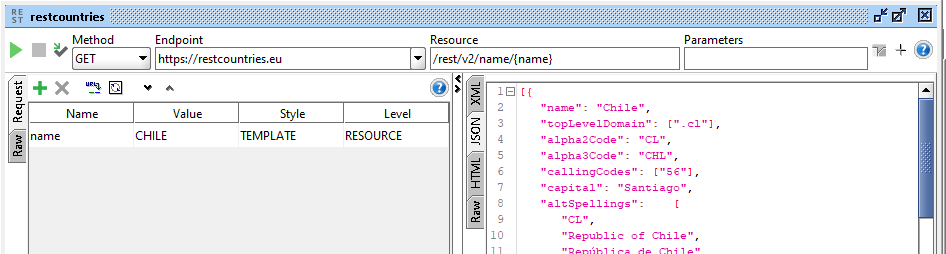 RE ST restcountries
Method Endpoint Resource Parameters
GET https://restcountries.eu /rest/v2/name/{name}
Request
Raw
Name Value Style Level
name CHILE TEMPLATE RESOURCE
XML
JSON
HTML
Raw
1 [{
2 "name": "Chile",
3 "topLevelDomain": [".cl"],
4 "alpha2Code": "CL",
5 "alpha3Code": "CHL",
6 "callingCodes": ["56"],
7 "capital": "Santiago",
8 "altSpellings": [
9 "CL",
10 "Republic of Chile",
11 "República de Chile"